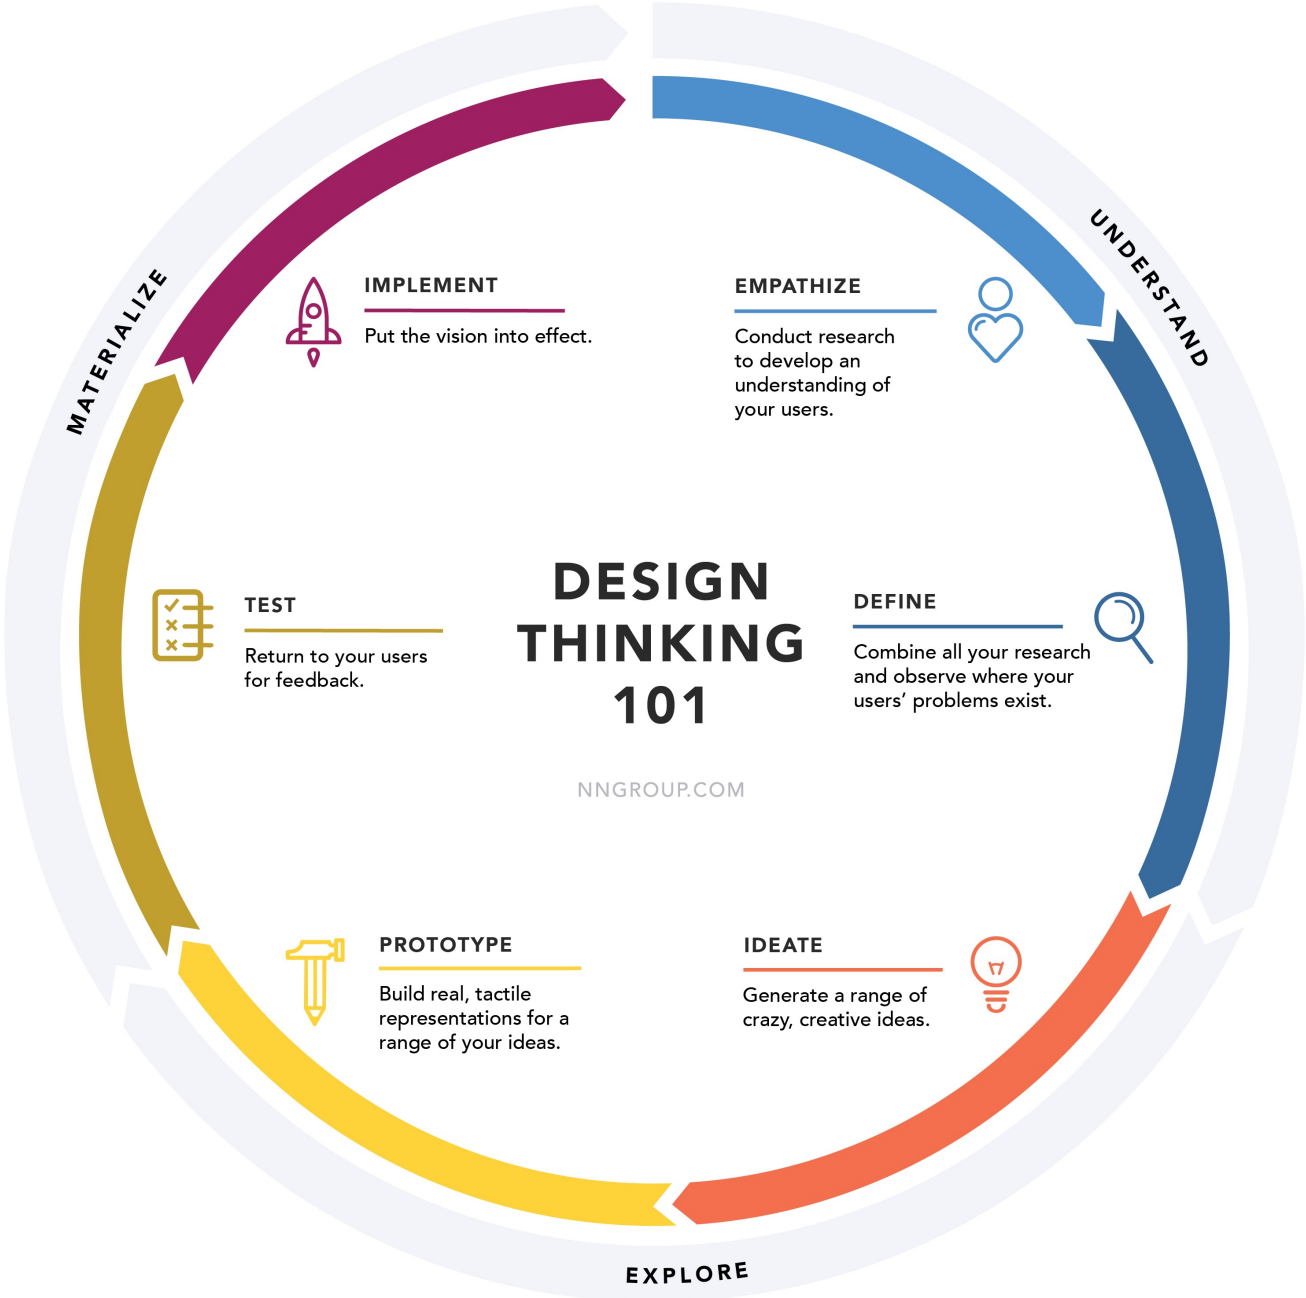 DESIGN
THINKING
101
NNGROUP.COM
UNDERSTAND
EMPATHIZE
Conduct research
to develop an
understanding of
your users.
DEFINE
Combine all your research
and observe where your
users’ problems exist.
EXPLORE
IDEATE
Generate a range of
crazy, creative ideas.
PROTOTYPE
Build real, tactile
representations for a
range of your ideas.
MATERIALIZE
TEST
Return to your users
for feedback.
IMPLEMENT
Put the vision into effect.